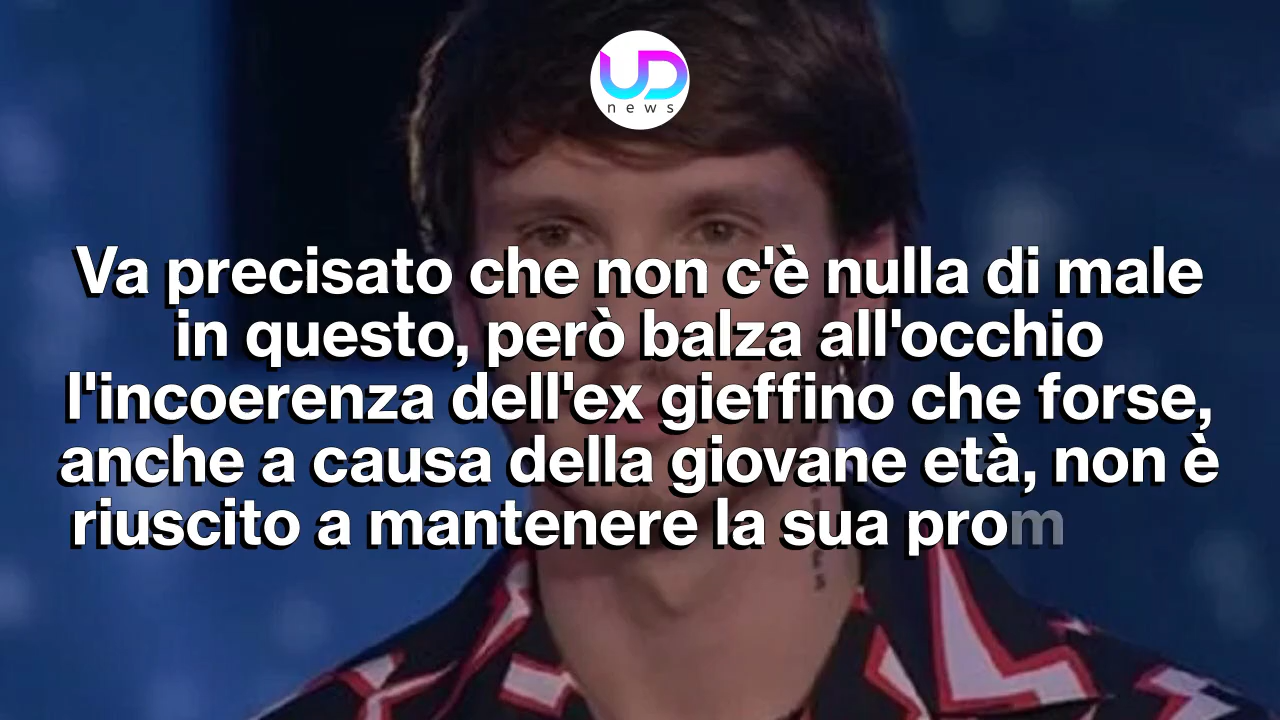 UD
news
Va precisato che non c'è nulla di male
in questo, però balza all'occhio
l'incoerenza dell'ex gieffino che forse,
anche a causa della giovane età, non è
riuscito a mantenere la sua prom